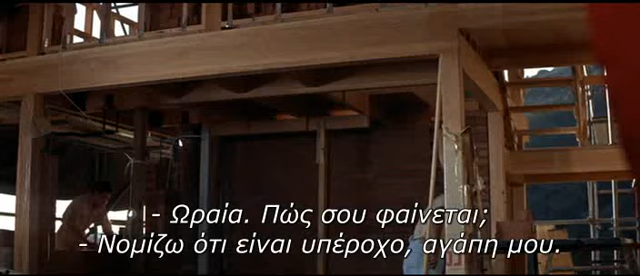 - Ωραία. Πώς σου φαίνεται;
- Νομίζω ότι είναι υπέροχο, αγάπη μου.